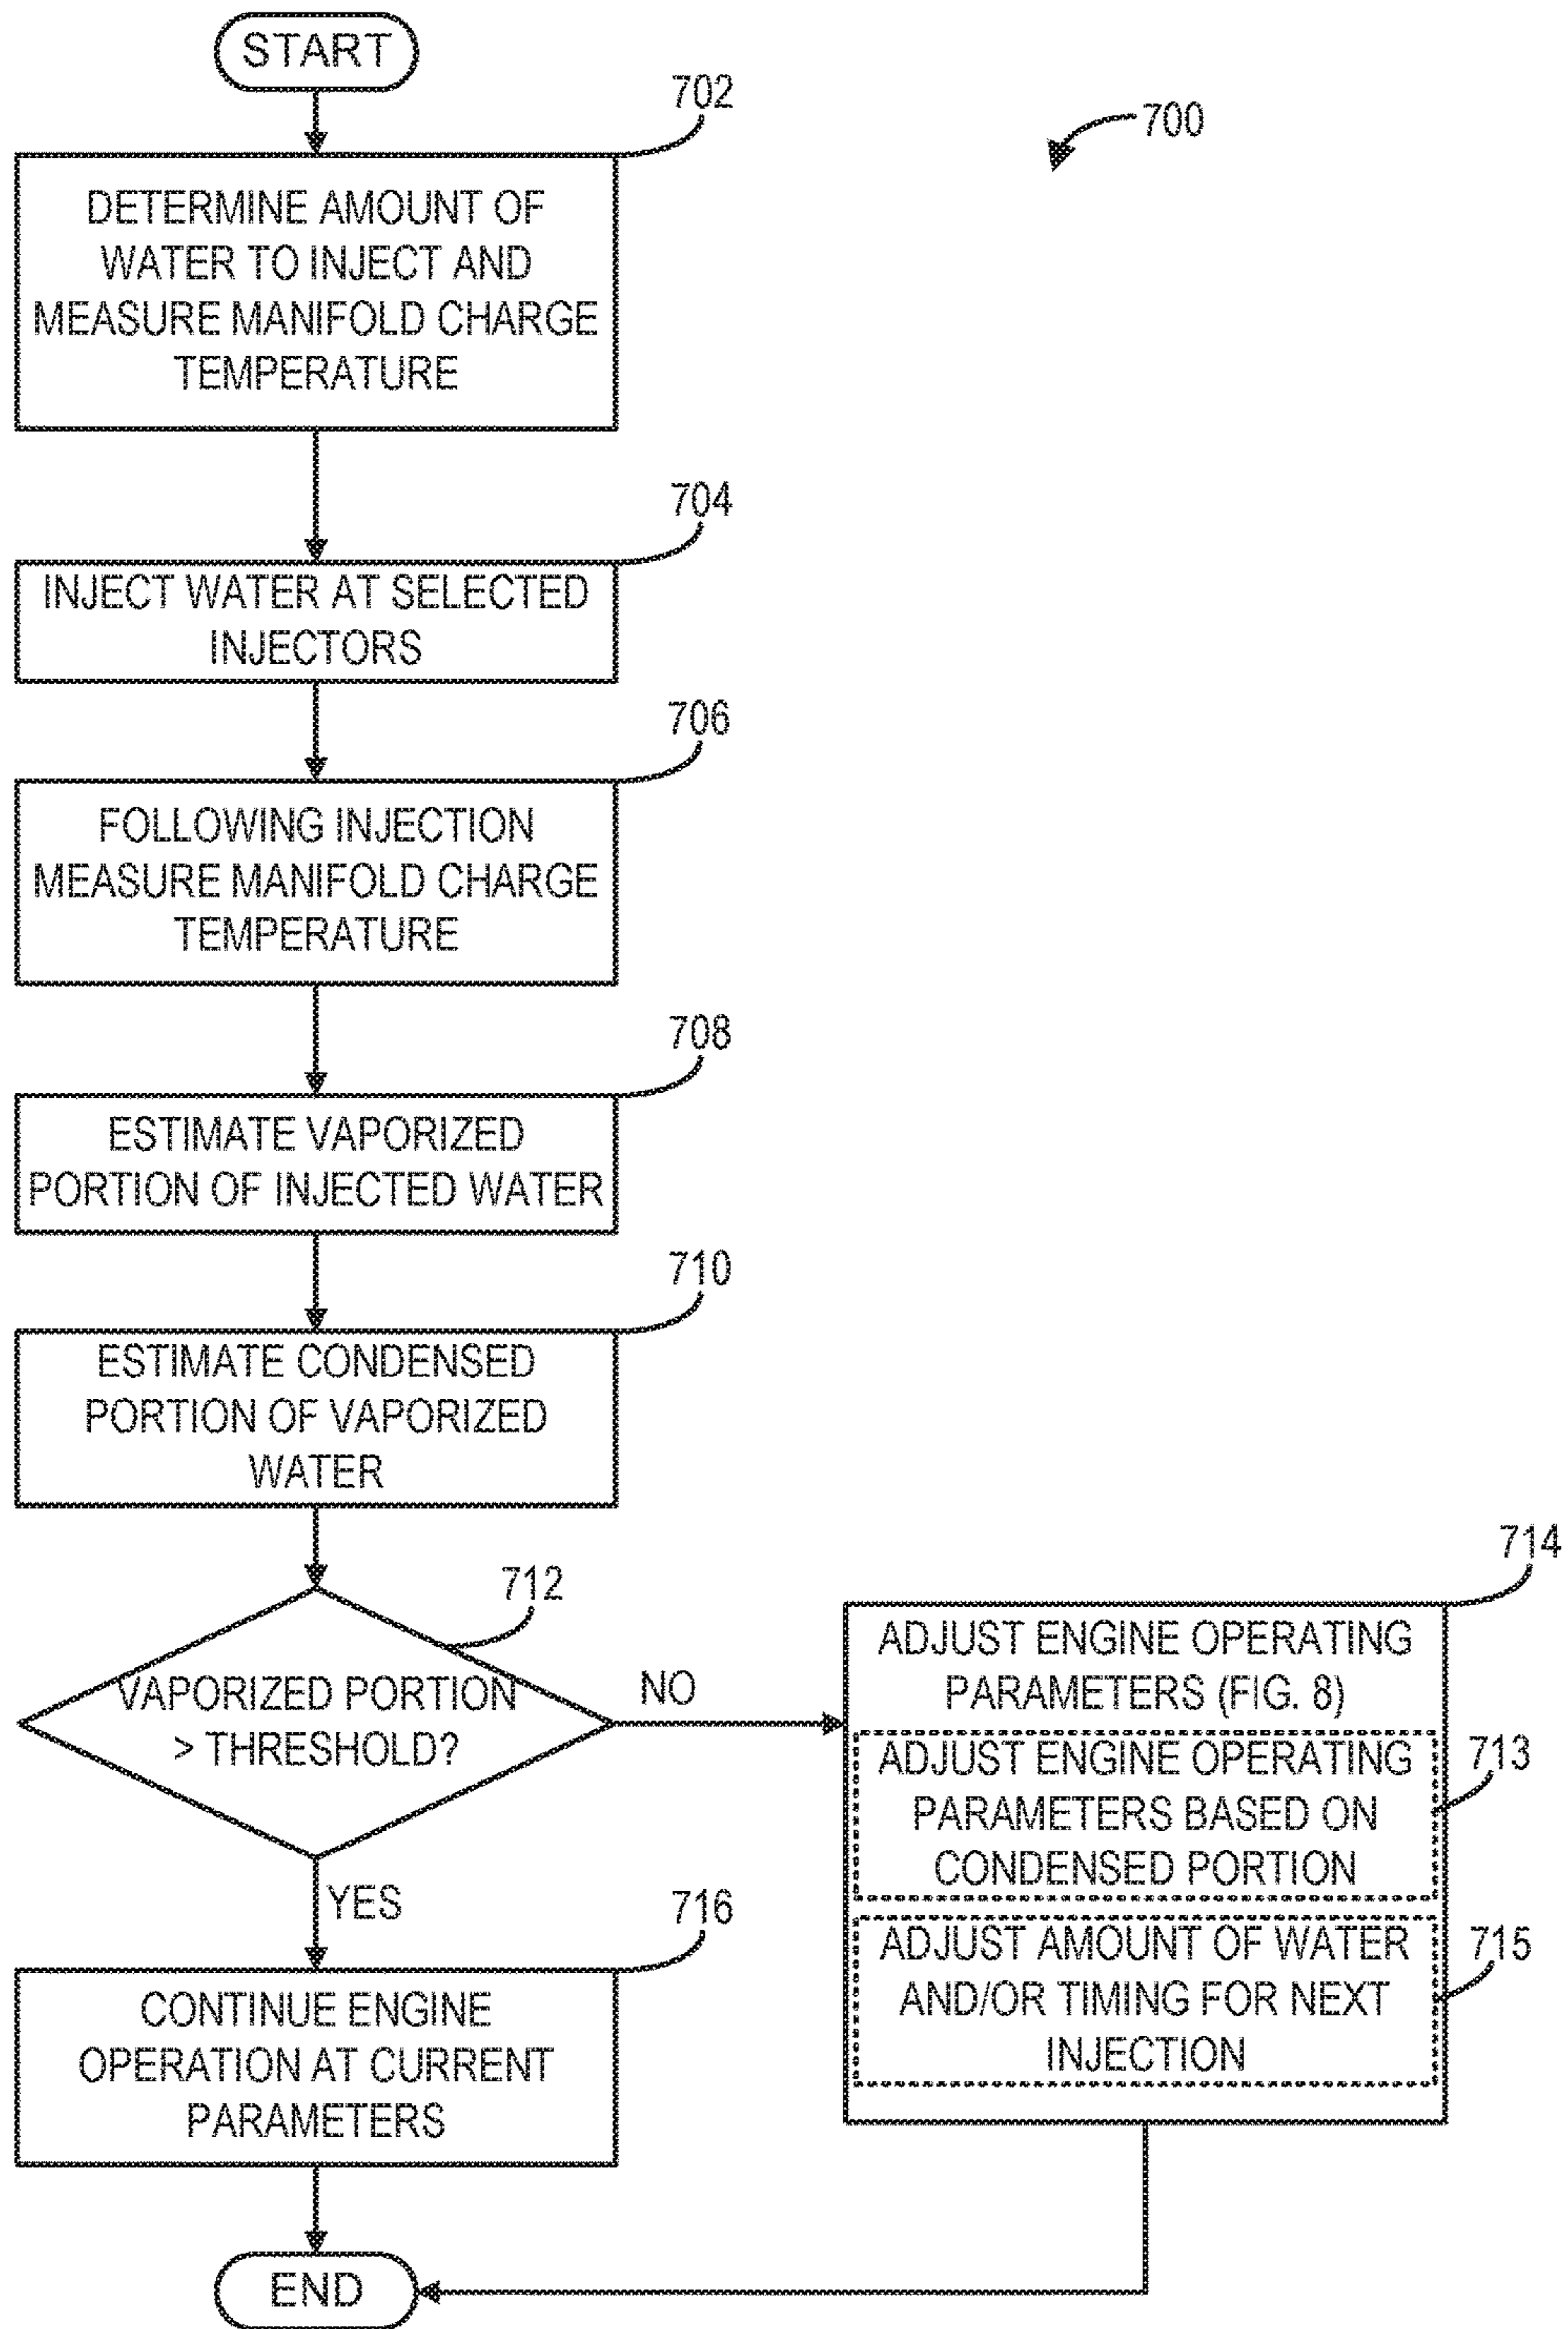 START
702
700
DETERMINE AMOUNT OF
WATER TO INJECT AND
MEASURE MANIFOLD CHARGE
TEMPERATURE
704
INJECT WATER AT SELECTED
INJECTORS
706
FOLLOWING INJECTION
MEASURE MANIFOLD CHARGE
TEMPERATURE
708
ESTIMATE VAPORIZED
PORTION OF INJECTED WATER
710
ESTIMATE CONDENSED
PORTION OF VAPORIZED
WATER
712
VAPORIZED PORTION
> THRESHOLD?
NO
714
ADJUST ENGINE OPERATING
PARAMETERS (FIG. 8)
713
ADJUST ENGINE OPERATING
PARAMETERS BASED ON
CONDENSED PORTION
715
ADJUST AMOUNT OF WATER
AND/OR TIMING FOR NEXT
INJECTION
YES
716
CONTINUE ENGINE
OPERATION AT CURRENT
PARAMETERS
END